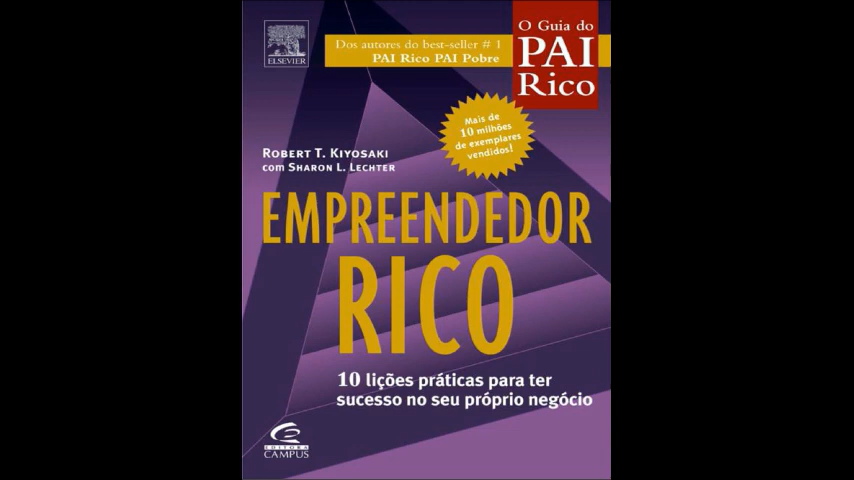 ELSEVIER
Dos autores do best-seller # 1
PAI Rico PAI Pobre
O Guia do
PAI
Rico
Mais de
10 milhões
de exemplares
vendidos!
ROBERT T. KIYOSAKI
COM SHARON L. LECHTER
EMPREENDEDOR
RICO
10 lições práticas para ter
sucesso no seu próprio negócio
EDITORA
CAMPUS